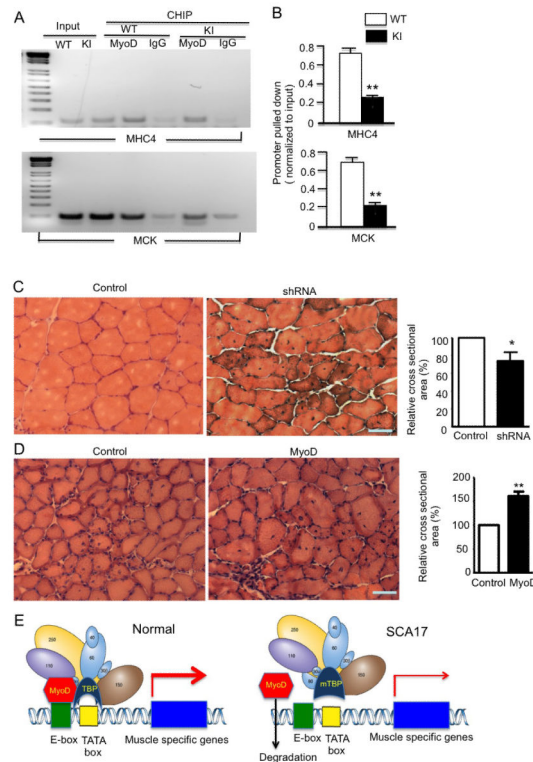 A
CHIP
Input
WT
KI
WT KI MyoD IgG MyoD IgG
MHC4
MCK
B
WT
KI
Promoter pulled down
( normalized to input)
0.8
0.6
0.4
0.2
0
**
MHC4
0.8
0.6
0.4
0.2
0
**
MCK
C
Control
shRNA
Relative cross sectional
area (%)
100
80
60
40
20
0
*
Control shRNA
D
Control
MyoD
Relative cross sectional
area (%)
200
150
100
50
0
**
Control MyoD
E
Normal
SCA17
200
40
60
110
150
MyoD
TBP
E-box
TATA
box
Muscle specific genes
200
40
60
110
150
MyoD
mTBP
E-box
TATA
box
Muscle specific genes
Degradation